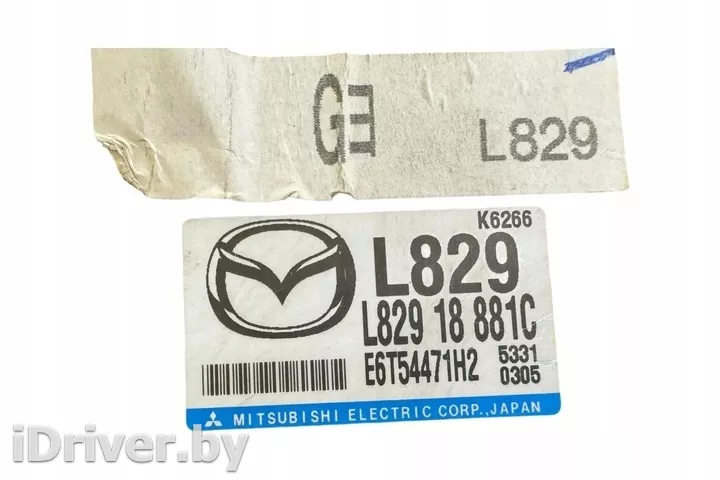 GE
L829
K6266
L829
L829 18 881C
E6T54471H2 5331
0305
MITSUBISHI ELECTRIC CORP.,JAPAN
iDriver.by